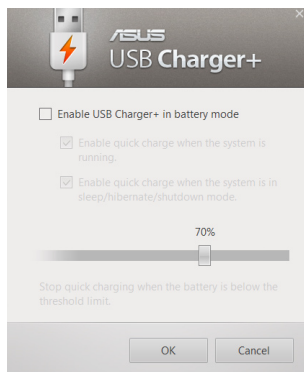 ASUS
USB Charger+
Enable USB Charger+ in battery mode
Enable quick charge when the system is
running.
Enable quick charge when the system is in
sleep/hibernate/shutdown mode.
70%
Stop quick charging when the battery is below the
threshold limit.
OK
Cancel